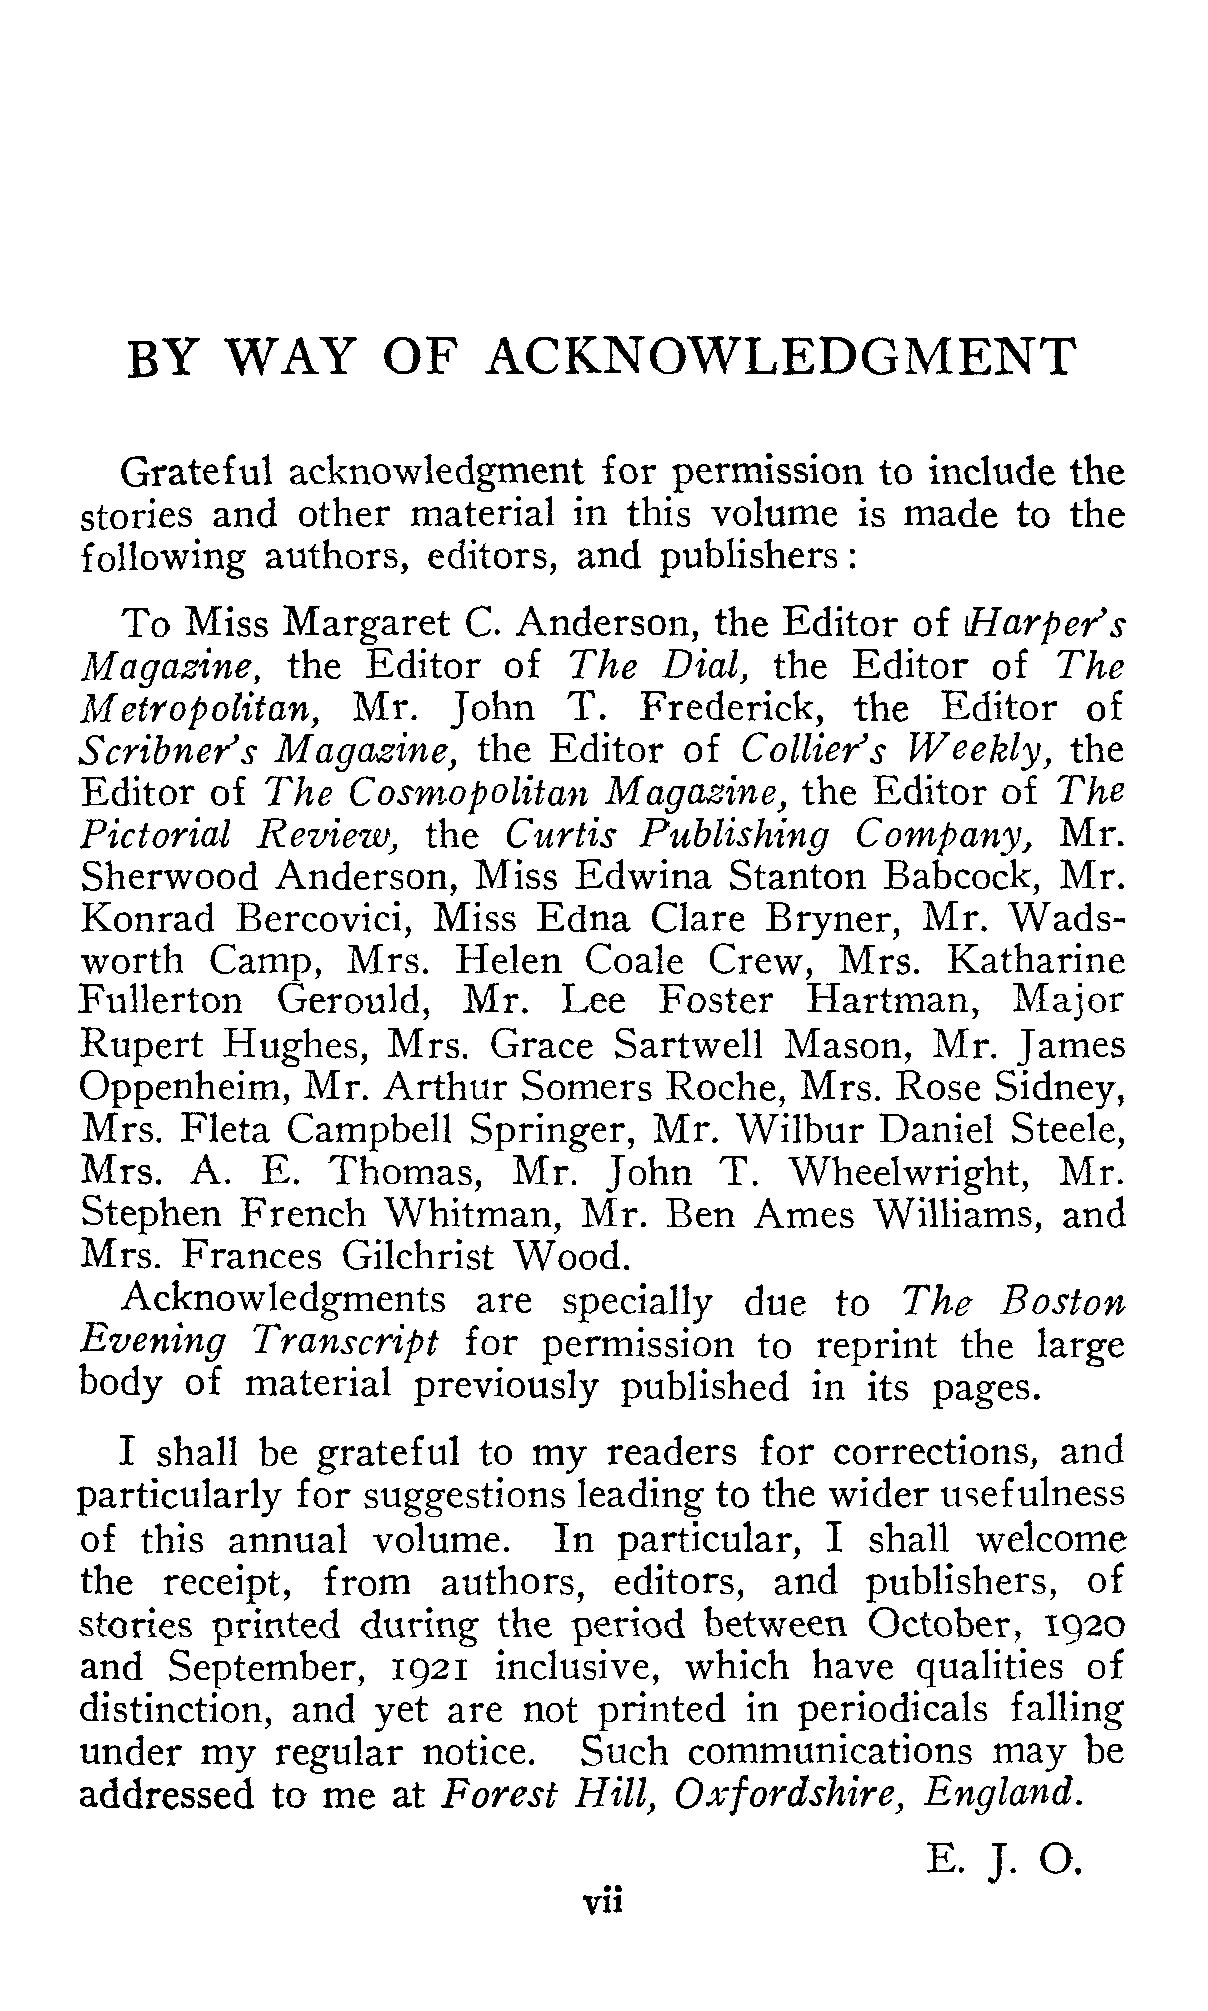 BY WAY OF ACKNOWLEDGMENT
Grateful acknowledgment for permission to include the
stories and other material in this volume is made to the
following authors, editors, and publishers:
To Miss Margaret C. Anderson, the Editor of Harper's
Magazine, the Editor of The Dial, the Editor of The
Metropolitan, Mr. John T. Frederick, the Editor of
Scribner's Magazine, the Editor of Collier's Weekly, the
Editor of The Cosmopolitan Magazine, the Editor of The
Pictorial Review, the Curtis Publishing Company, Mr.
Sherwood Anderson, Miss Edwina Stanton Babcock, Mr.
Konrad Bercovici, Miss Edna Clare Bryner, Mr. Wads-
worth Camp, Mrs. Helen Coale Crew, Mrs. Katharine
Fullerton Gerould, Mr. Lee Foster Hartman, Major
Rupert Hughes, Mrs. Grace Sartwell Mason, Mr. James
Oppenheim, Mr. Arthur Somers Roche, Mrs. Rose Sidney,
Mrs. Fleta Campbell Springer, Mr. Wilbur Daniel Steele,
Mrs. A. E. Thomas, Mr. John T. Wheelwright, Mr.
Stephen French Whitman, Mr. Ben Ames Williams, and
Mrs. Frances Gilchrist Wood.
Acknowledgments are specially due to The Boston
Evening Transcript for permission to reprint the large
body of material previously published in its pages.
I shall be grateful to my readers for corrections, and
particularly for suggestions leading to the wider usefulness
of this annual volume. In particular, I shall welcome
the receipt, from authors, editors, and publishers, of
stories printed during the period between October, 1920
and September, 1921 inclusive, which have qualities of
distinction, and yet are not printed in periodicals falling
under my regular notice. Such communications may be
addressed to me at Forest Hill, Oxfordshire, England.
E. J. O.
vii